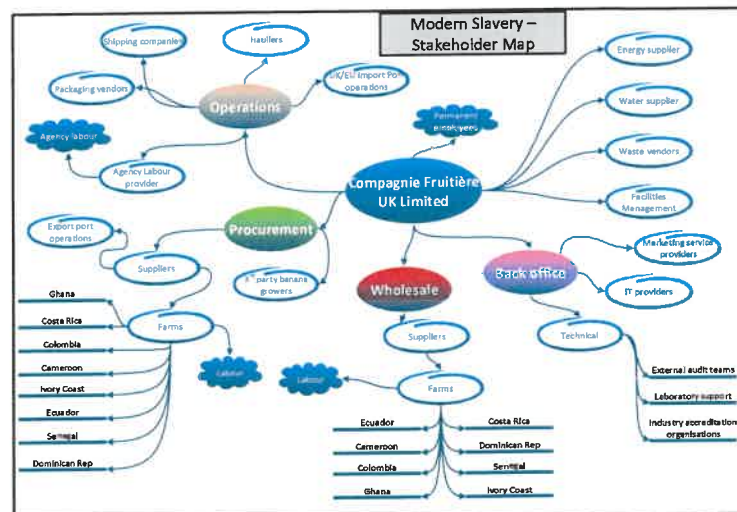 Modern Slavery –
Stakeholder Map
Shipping companies
Hauliers
Packaging vendors
UK/EU Import Port
operations
Operations
Agency labour
Agency Labour
provider
Permanent
employees
Energy supplier
Water supplier
Waste vendors
Facilities
Management
Compagnie Fruitière
UK Limited
Export port
operations
Procurement
Suppliers
3rd party banana
growers
Wholesale
Back office
Marketing service
providers
IT providers
Technical
Ghana
Costa Rica
Colombia
Cameroon
Ivory Coast
Ecuador
Senegal
Dominican Rep
Farms
Labour
Suppliers
Labour
Farms
Ecuador
Cameroon
Colombia
Ghana
Costa Rica
Dominican Rep
Senegal
Ivory Coast
External audit teams
Laboratory support
Industry accreditation
organisations